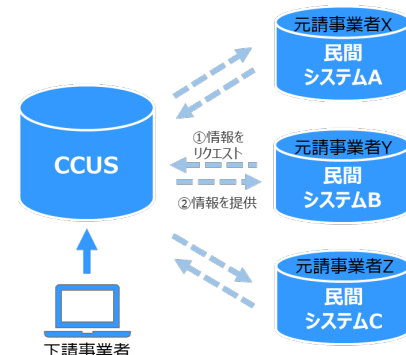 元請事業者X
民間
システムA
①情報を
リクエスト
CCUS
②情報を提供
元請事業者Y
民間
システムB
元請事業者Z
民間
システムC
下請事業者